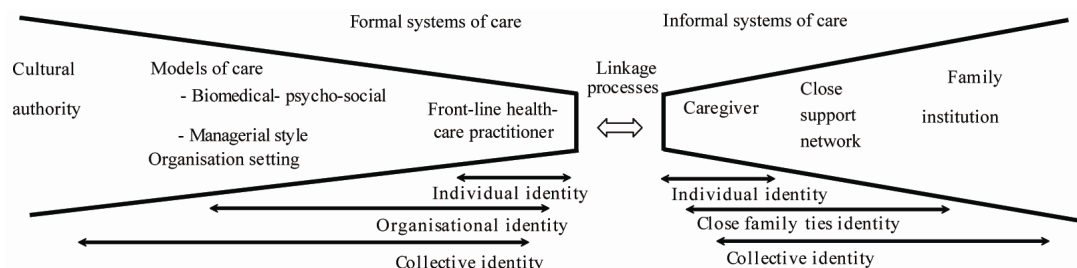 Formal systems of care
Informal systems of care
Cultural
authority
Models of care
- Biomedical- psycho-social
- Managerial style
Organisation setting
Front-line health-
care practitioner
Linkage
processes
Caregiver
Close
support
network
Family
institution
Individual identity
Organisational identity
Collective identity
Individual identity
Close family ties identity
Collective identity